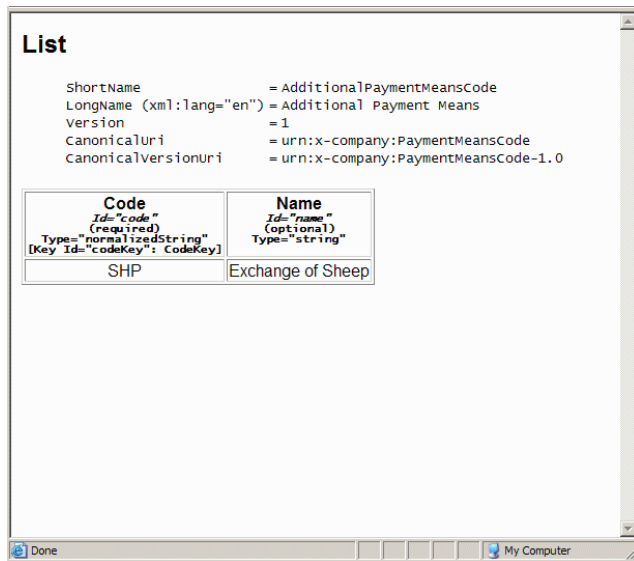 List
ShortName = AdditionalPaymentMeansCode
LongName (xml:lang="en") = Additional Payment Means
Version = 1
CanonicalUri = urn:x-company:PaymentMeansCode
CanonicalVersionUri = urn:x-company:PaymentMeansCode-1.0
Code Name
Id="code" Id="name"
(required) (optional)
Type="normalizedString" Type="string"
[Key Id="codeKey": CodeKey]
SHP Exchange of Sheep
Done My Computer